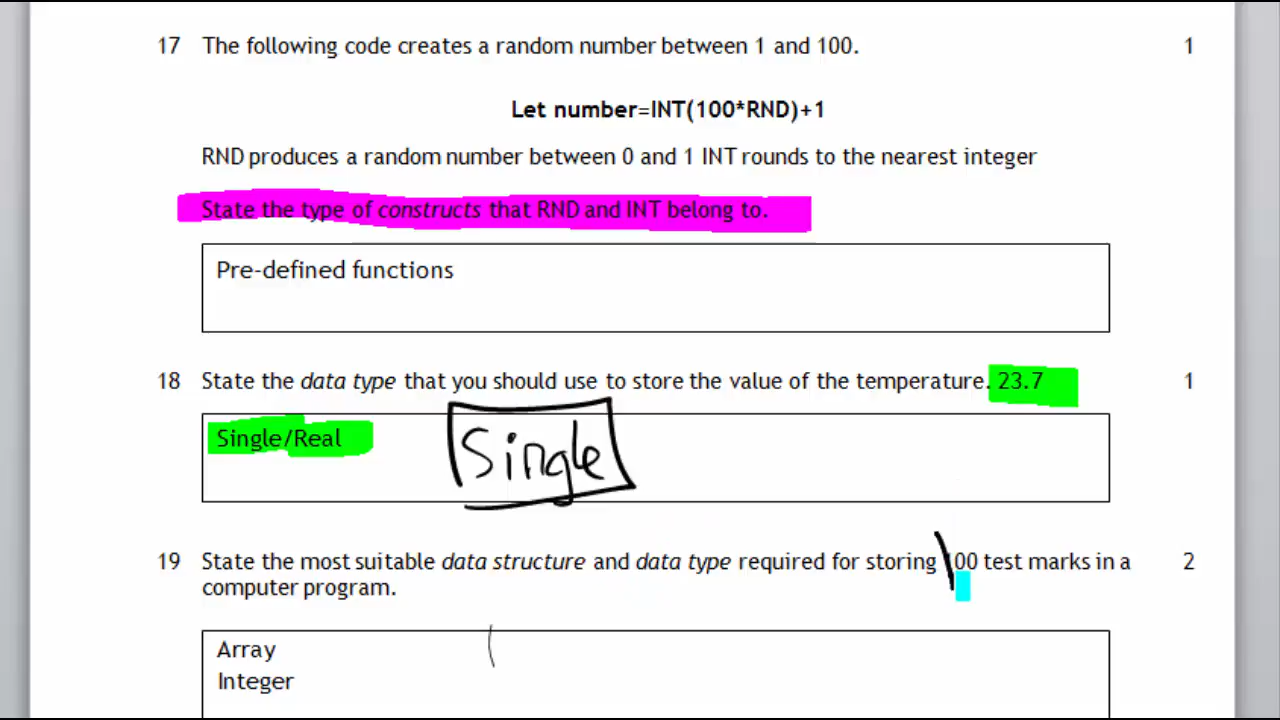 17 The following code creates a random number between 1 and 100. 1
Let number=INT(100*RND)+1
RND produces a random number between 0 and 1 INT rounds to the nearest integer
State the type of constructs that RND and INT belong to.
Pre-defined functions
18 State the data type that you should use to store the value of the temperature. 23.7 1
Single/Real
Single
19 State the most suitable data structure and data type required for storing 100 test marks in a 2
computer program.
Array
Integer